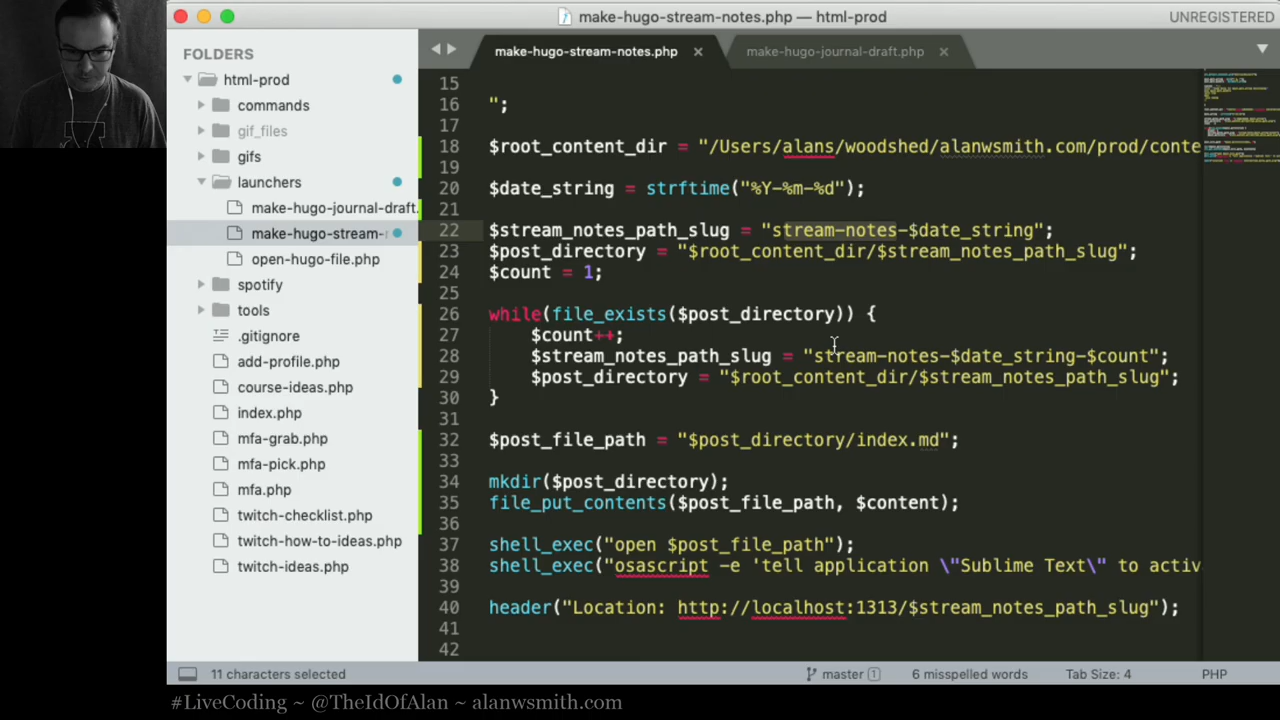 make-hugo-stream-notes.php — html-prod
UNREGISTERED
FOLDERS
html-prod
commands
gif_files
gifs
launchers
make-hugo-journal-draft.
make-hugo-stream-
open-hugo-file.php
spotify
tools
.gitignore
add-profile.php
course-ideas.php
index.php
mfa-grab.php
mfa-pick.php
mfa.php
twitch-checklist.php
twitch-how-to-ideas.php
twitch-ideas.php
make-hugo-stream-notes.php
make-hugo-journal-draft.php
15
16 ";
17
18 $root_content_dir = "/Users/alans/woodshed/alanwsmith.com/prod/conte
19
20 $date_string = strftime("%Y-%m-%d");
21
22 $stream_notes_path_slug = "stream-notes-$date_string";
23 $post_directory = "$root_content_dir/$stream_notes_path_slug";
24 $count = 1;
25
26 while(file_exists($post_directory)) {
27 $count++;
28 $stream_notes_path_slug = "stream-notes-$date_string-$count";
29 $post_directory = "$root_content_dir/$stream_notes_path_slug";
30 }
31
32 $post_file_path = "$post_directory/index.md";
33
34 mkdir($post_directory);
35 file_put_contents($post_file_path, $content);
36
37 shell_exec("open $post_file_path");
38 shell_exec("osascript -e 'tell application \"Sublime Text\" to activ
39
40 header("Location: http://localhost:1313/$stream_notes_path_slug");
41
42
11 characters selected
master 1
6 misspelled words
Tab Size: 4
PHP
#LiveCoding ~ @TheIdOfAlan ~ alanwsmith.com